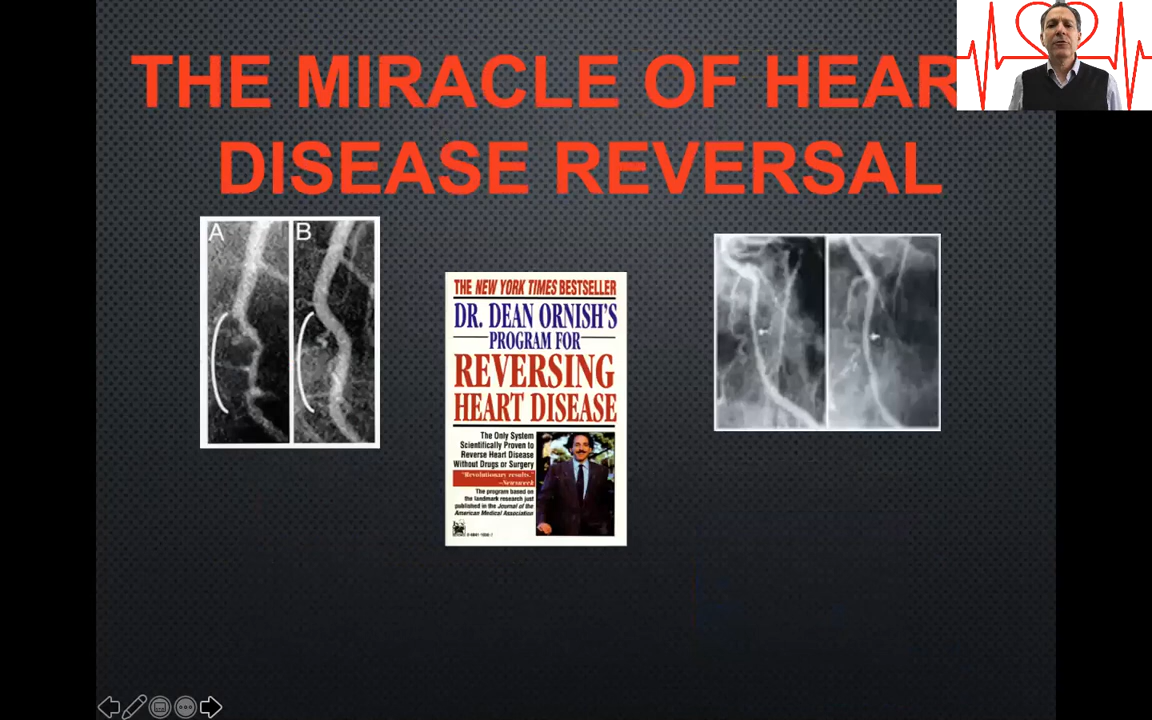 THE MIRACLE OF HEAR
DISEASE REVERSAL
A
B
THE NEW YORK TIMES BESTSELLER
DR. DEAN ORNISH'S
PROGRAM FOR
REVERSING
HEART DISEASE
The Only System
Scientifically Proven to
Reverse Heart Disease
Without Drugs or Surgery
"Revolutionary results."
–Newsweek
The program based on
the landmark research just
published in the Journal of the
American Medical Association